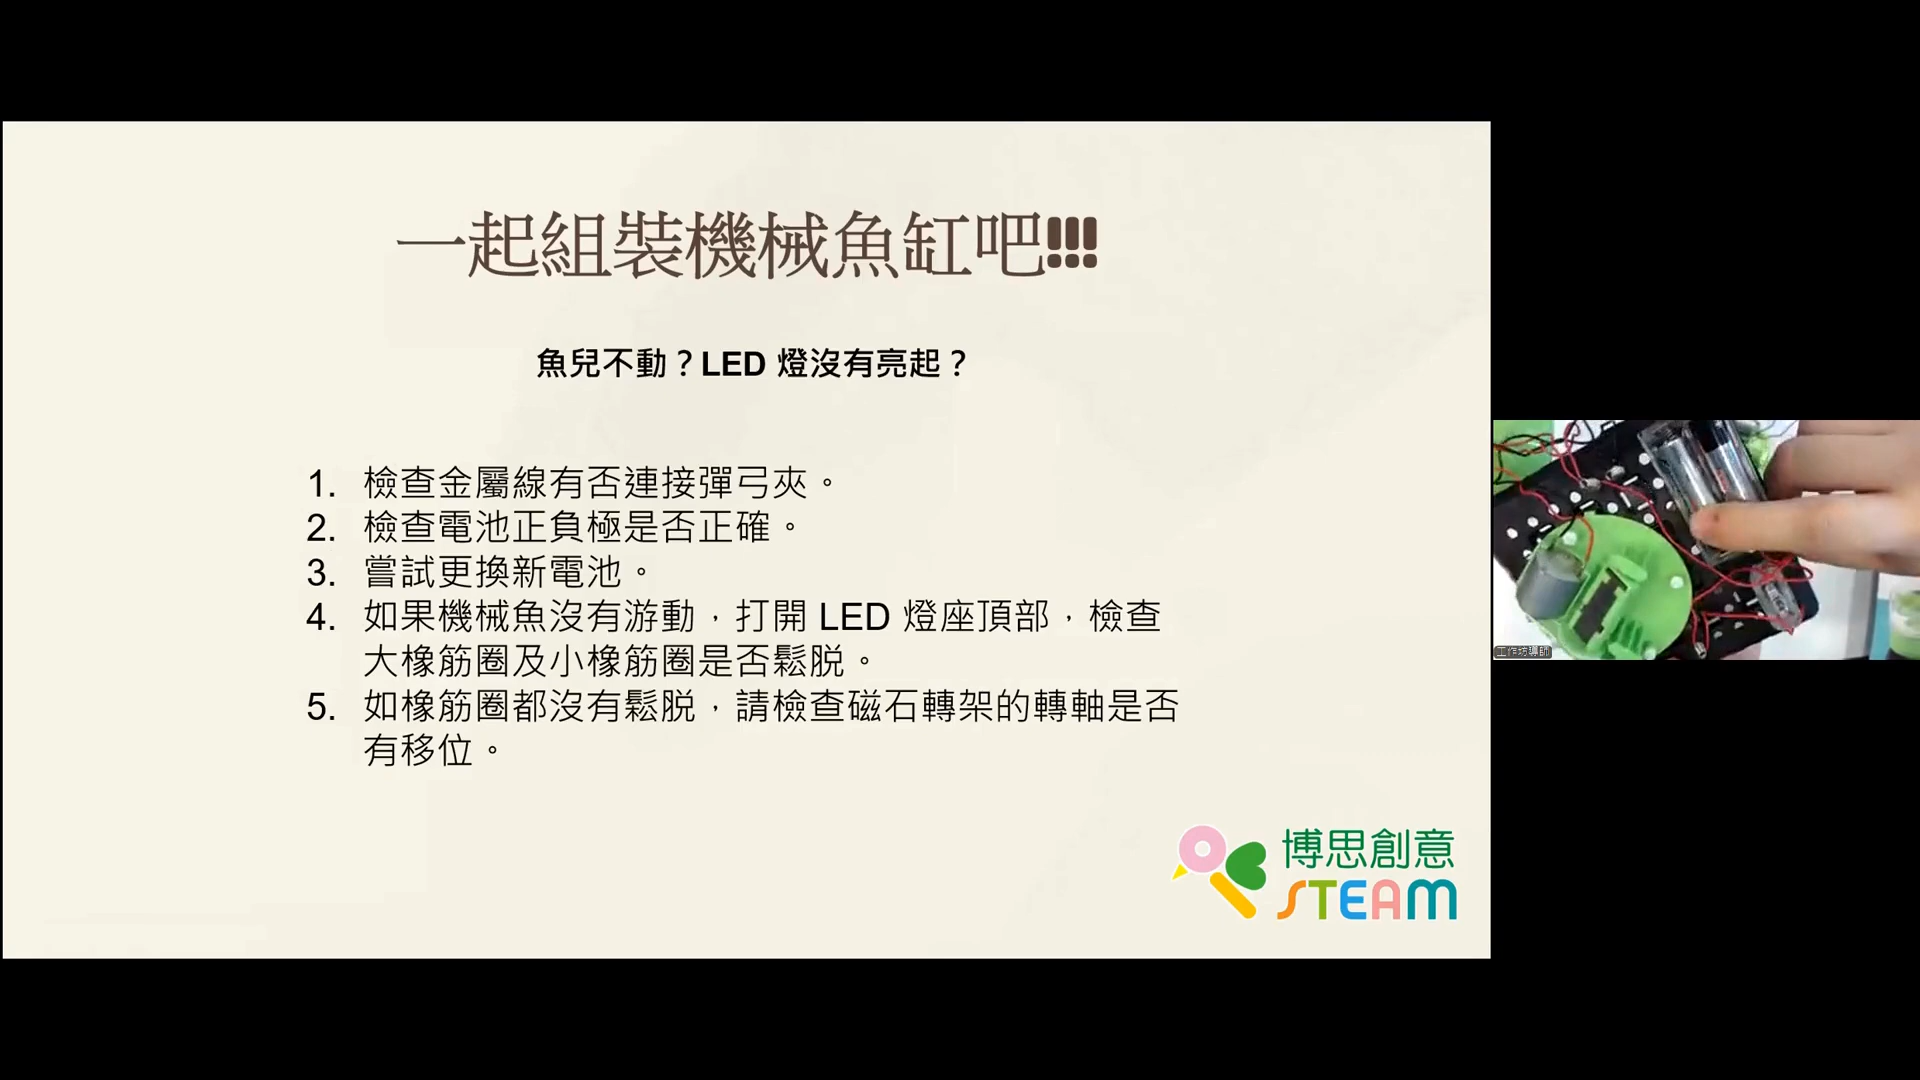 一起組裝機械魚缸吧!!!
魚兒不動？LED 燈沒有亮起？
1. 檢查金屬線有否連接彈弓夾。
2. 檢查電池正負極是否正確。
3. 嘗試更換新電池。
4. 如果機械魚沒有游動，打開 LED 燈座頂部，檢查
大橡筋圈及小橡筋圈是否鬆脫。
5. 如橡筋圈都沒有鬆脫，請檢查磁石轉架的轉軸是否
有移位。
博思創意
STEAM
工作坊導師